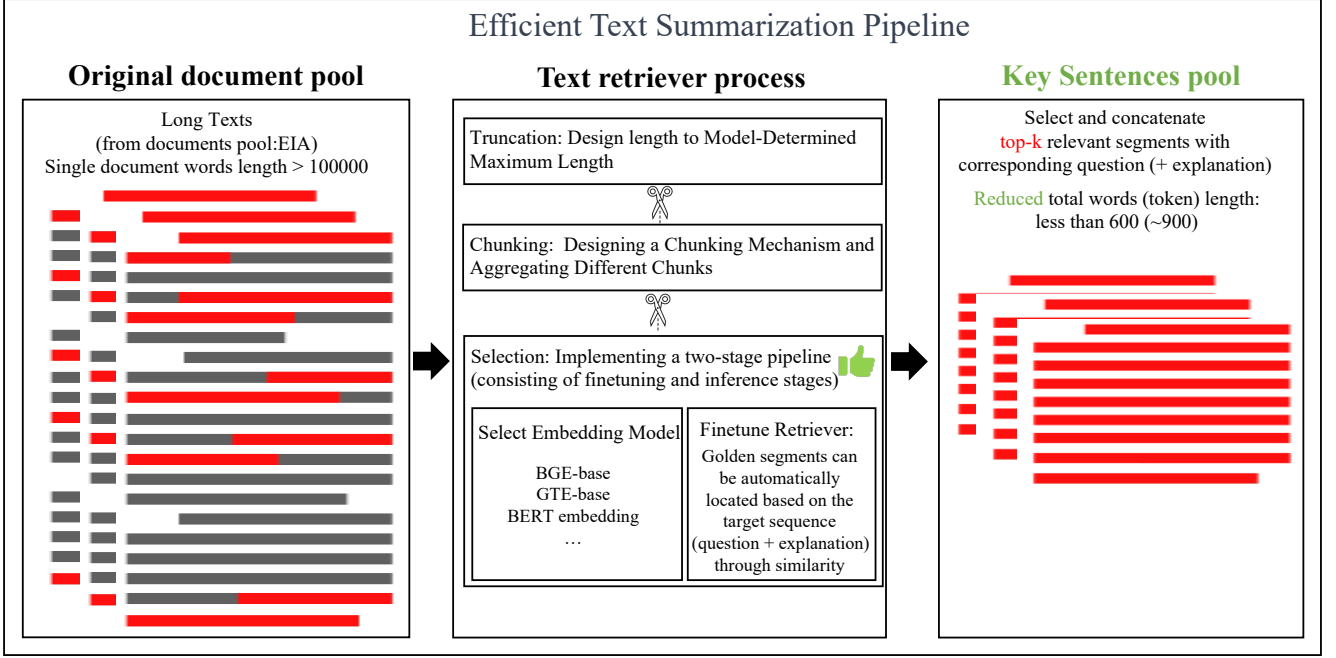 Efficient Text Summarization Pipeline
Original document pool
Long Texts
(from documents pool:EIA)
Single document words length > 100000
Text retriever process
Truncation: Design length to Model-Determined
Maximum Length
Chunking:  Designing a Chunking Mechanism and
Aggregating Different Chunks
Selection: Implementing a two-stage pipeline
(consisting of finetuning and inference stages)
Select Embedding Model
BGE-base
GTE-base
BERT embedding
…
Finetune Retriever:
Golden segments can
be automatically
located based on the
target sequence
(question + explanation)
through similarity
Key Sentences pool
Select and concatenate
top-k relevant segments with
corresponding question (+ explanation)
Reduced total words (token) length:
less than 600 (~900)